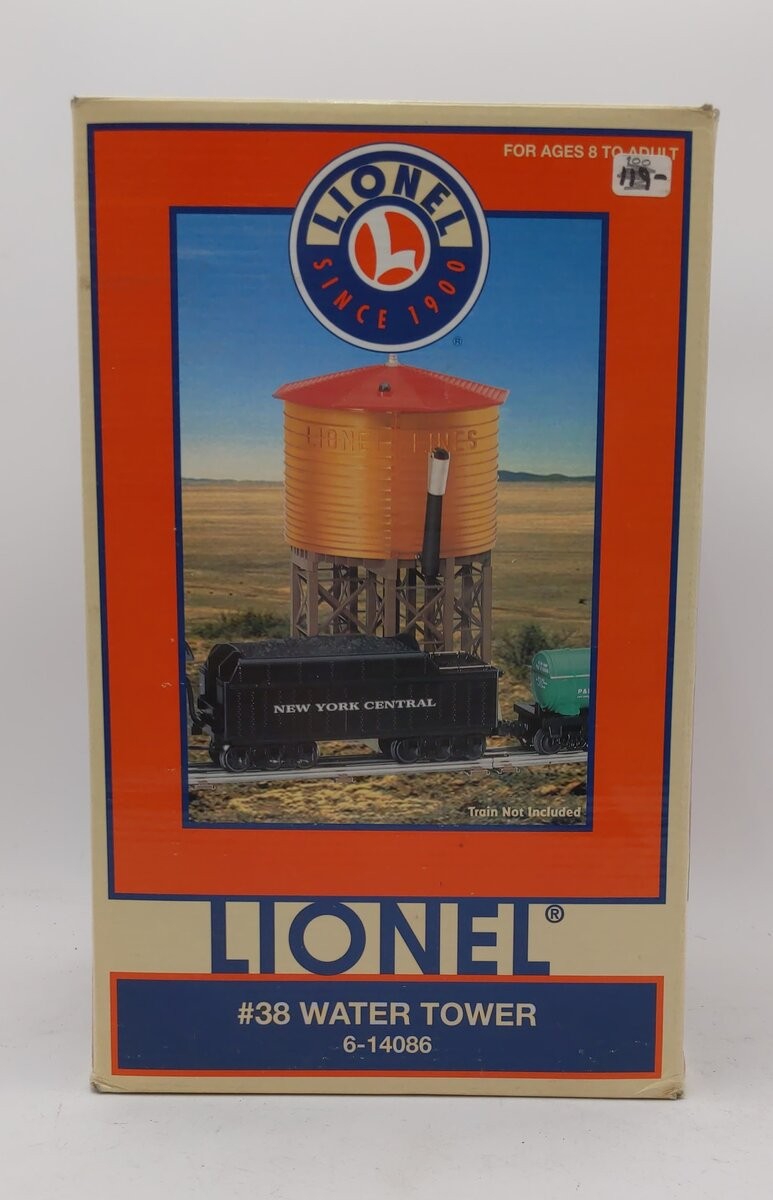 FOR AGES 8 TO ADULT
100
LIONEL
L
SINCE 1900
®
LIONEL LINES
NEW YORK CENTRAL
Train Not Included
LIONEL®
#38 WATER TOWER
6-14086